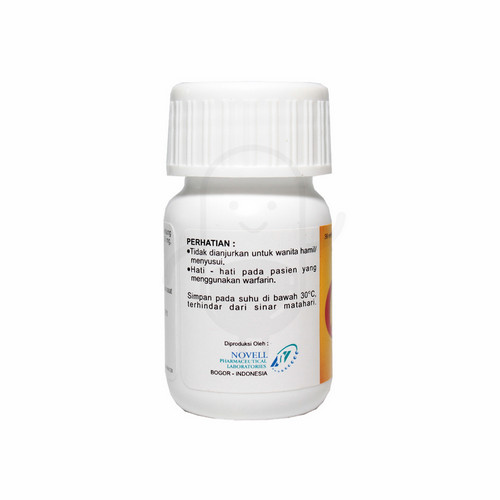 PERHATIAN :
•Tidak dianjurkan untuk wanita hamil/
menyusui.
•Hati - hati pada pasien yang
menggunakan warfarin.
Simpan pada suhu di bawah 30°C,
terhindar dari sinar matahari.
Diproduksi Oleh ;
NOVELL
PHARMACEUTICAL
LABORATORIES
BOGOR - INDONESIA